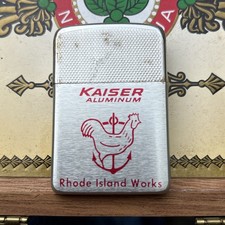 KAISER
ALUMINUM
Rhode Island Works